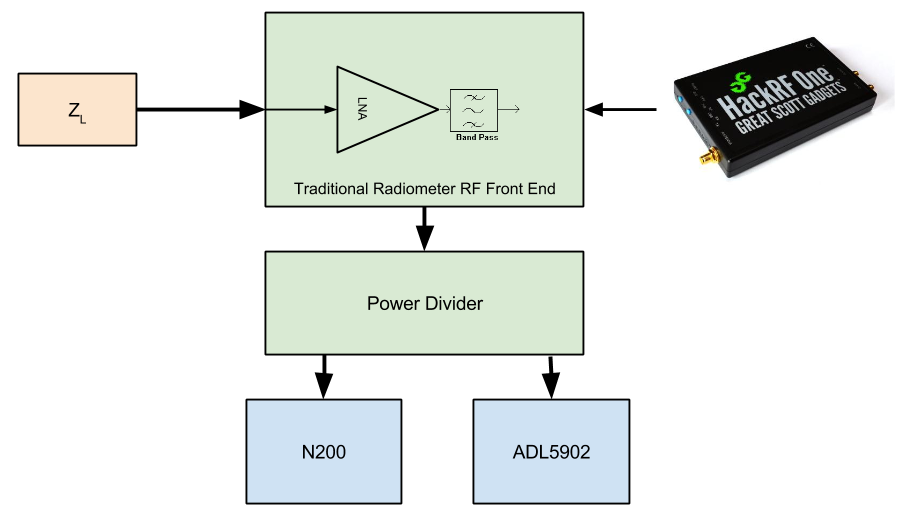 Z_L
LNA
Band Pass
Traditional Radiometer RF Front End
HackRF One
GREAT SCOTT GADGETS
Power Divider
N200
ADL5902